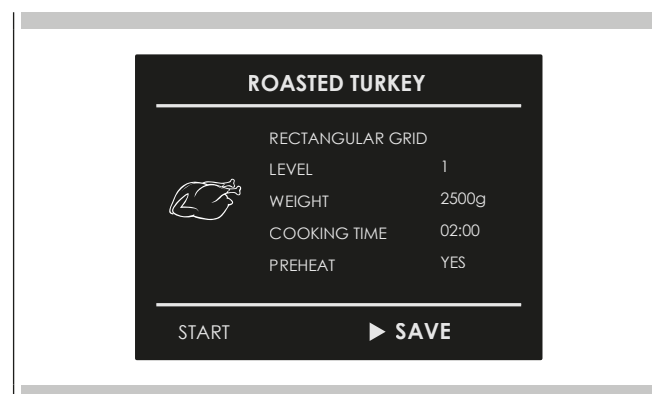 ROASTED TURKEY
RECTANGULAR GRID
LEVEL 1
WEIGHT 2500g
COOKING TIME 02:00
PREHEAT YES
START ▶ SAVE